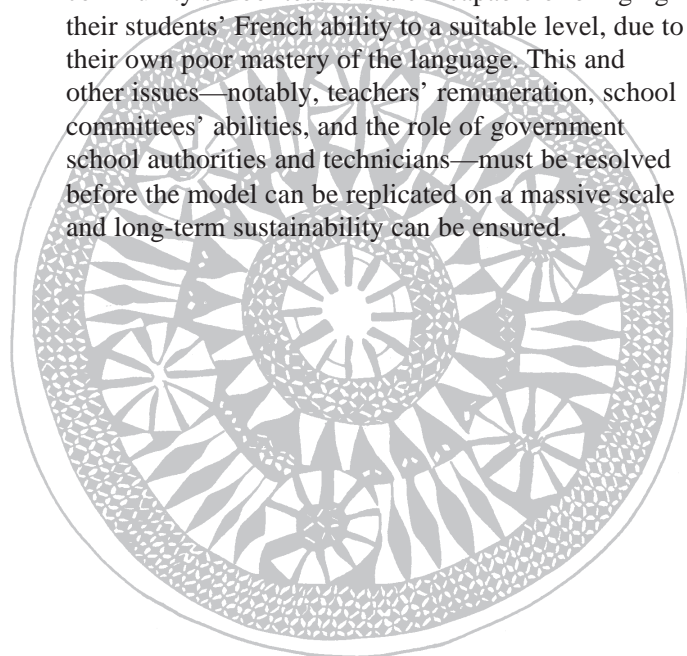 their students’ French ability to a suitable level, due to
their own poor mastery of the language. This and
other issues—notably, teachers’ remuneration, school
committees’ abilities, and the role of government
school authorities and technicians—must be resolved
before the model can be replicated on a massive scale
and long-term sustainability can be ensured.